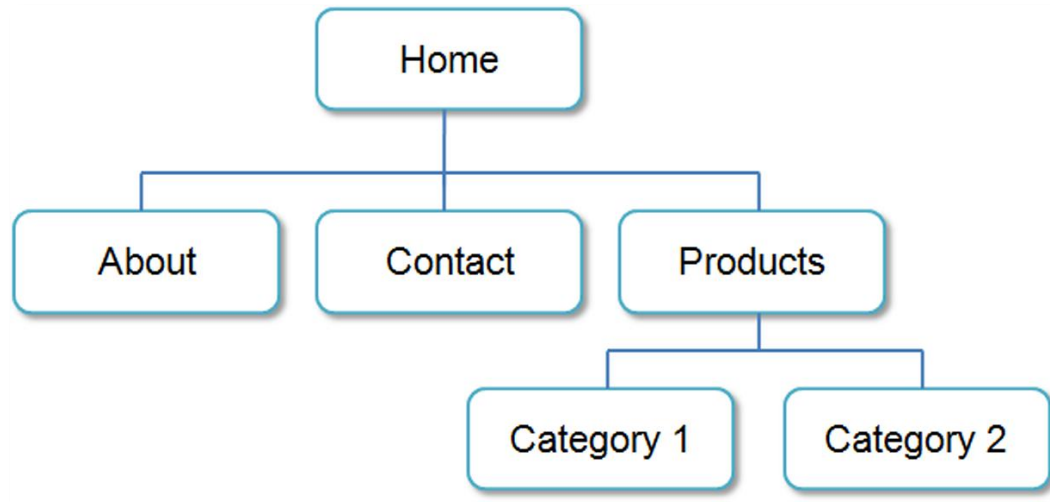 Home
About
Contact
Products
Category 1
Category 2